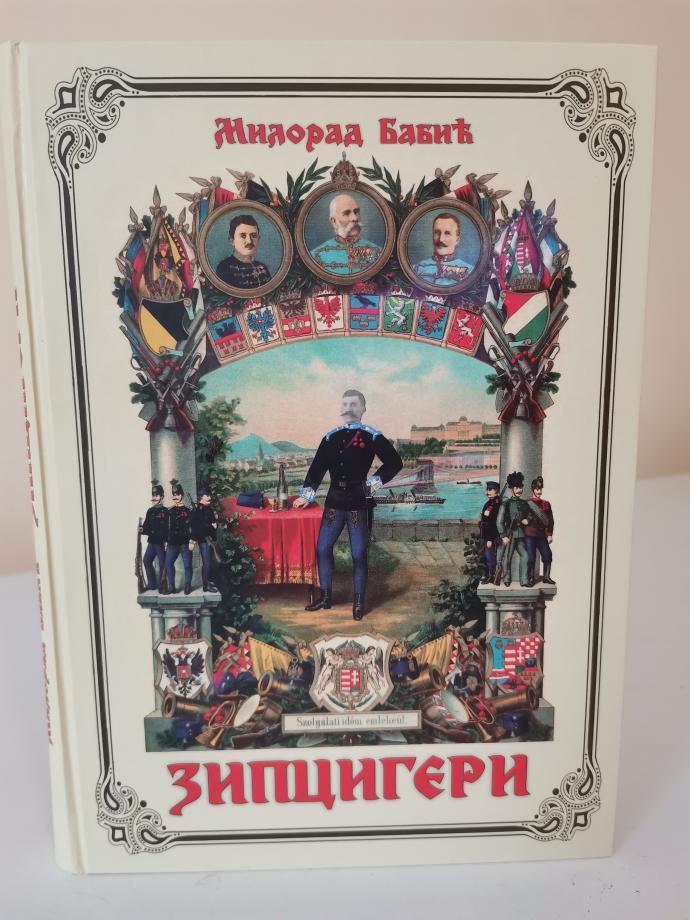 Милорад Бабић
Szolgálati időm emlékeül.
ЗИПЦИГЕРИ